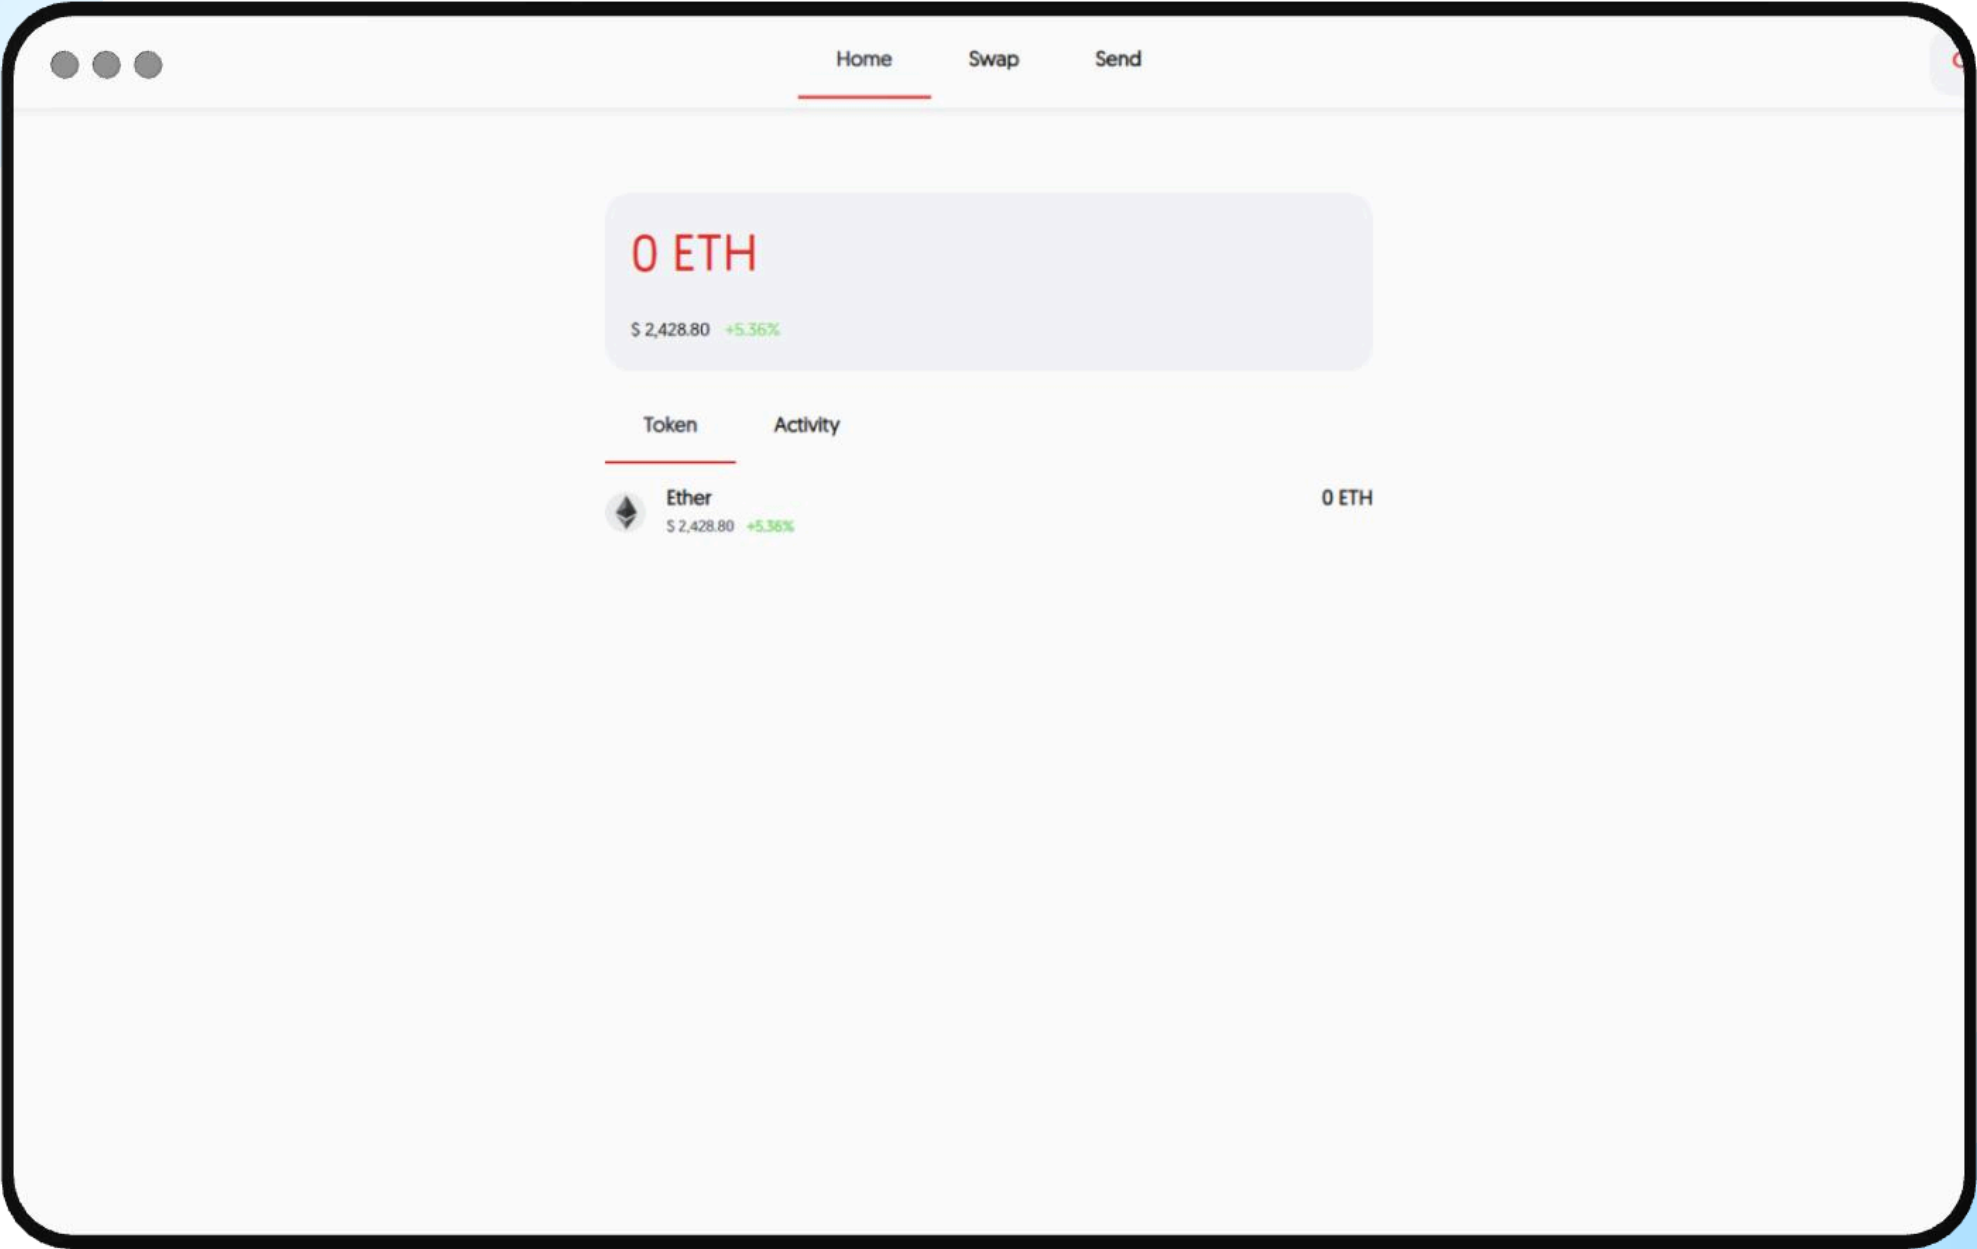 Home Swap Send
0 ETH
$ 2,428.80 +5.36%
Token Activity
Ether 0 ETH
$ 2,428.80 +5.36%